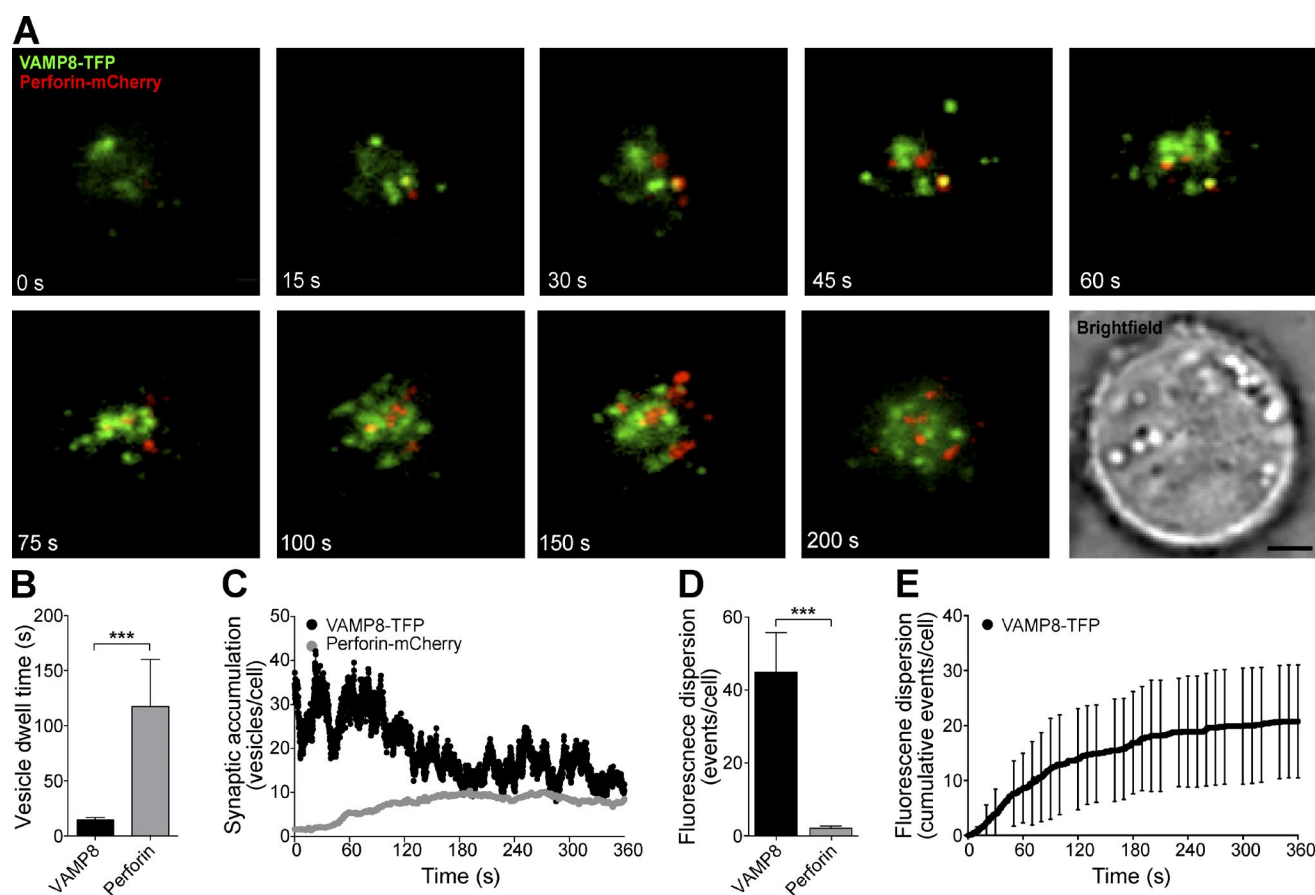 A
VAMP8-TFP
Perforin-mCherry
0 s
15 s
30 s
45 s
60 s
75 s
100 s
150 s
200 s
Brightfield
B
Vesicle dwell time (s)
200
150
100
50
0
***
VAMP8
Perforin
C
Synaptic accumulation
(vesicles/cell)
50
40
30
20
10
0
VAMP8-TFP
Perforin-mCherry
0
60
120
180
240
300
360
Time (s)
D
Fluoresrnece dispersion
(events/cell)
60
40
20
0
***
VAMP8
Perforin
E
Fluorescene dispersion
(cumulative events/cell)
40
30
20
10
0
VAMP8-TFP
0
60
120
180
240
300
360
Time (s)